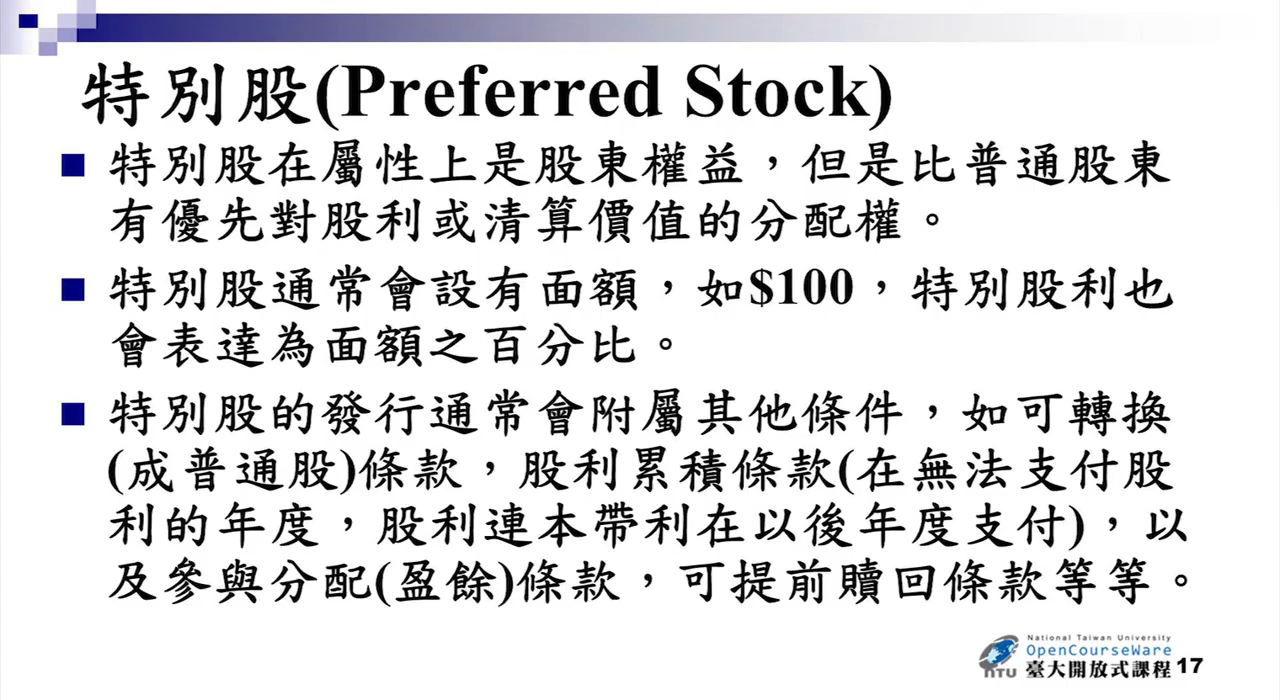 特別股(Preferred Stock)
特別股在屬性上是股東權益，但是比普通股東
有優先對股利或清算價值的分配權。
特別股通常會設有面額，如$100，特別股利也
會表達為面額之百分比。
特別股的發行通常會附屬其他條件，如可轉換
(成普通股)條款，股利累積條款(在無法支付股
利的年度，股利連本帶利在以後年度支付)，以
及參與分配(盈餘)條款，可提前贖回條款等等。
National Taiwan University
OpenCourseWare
NTU 臺大開放式課程 17